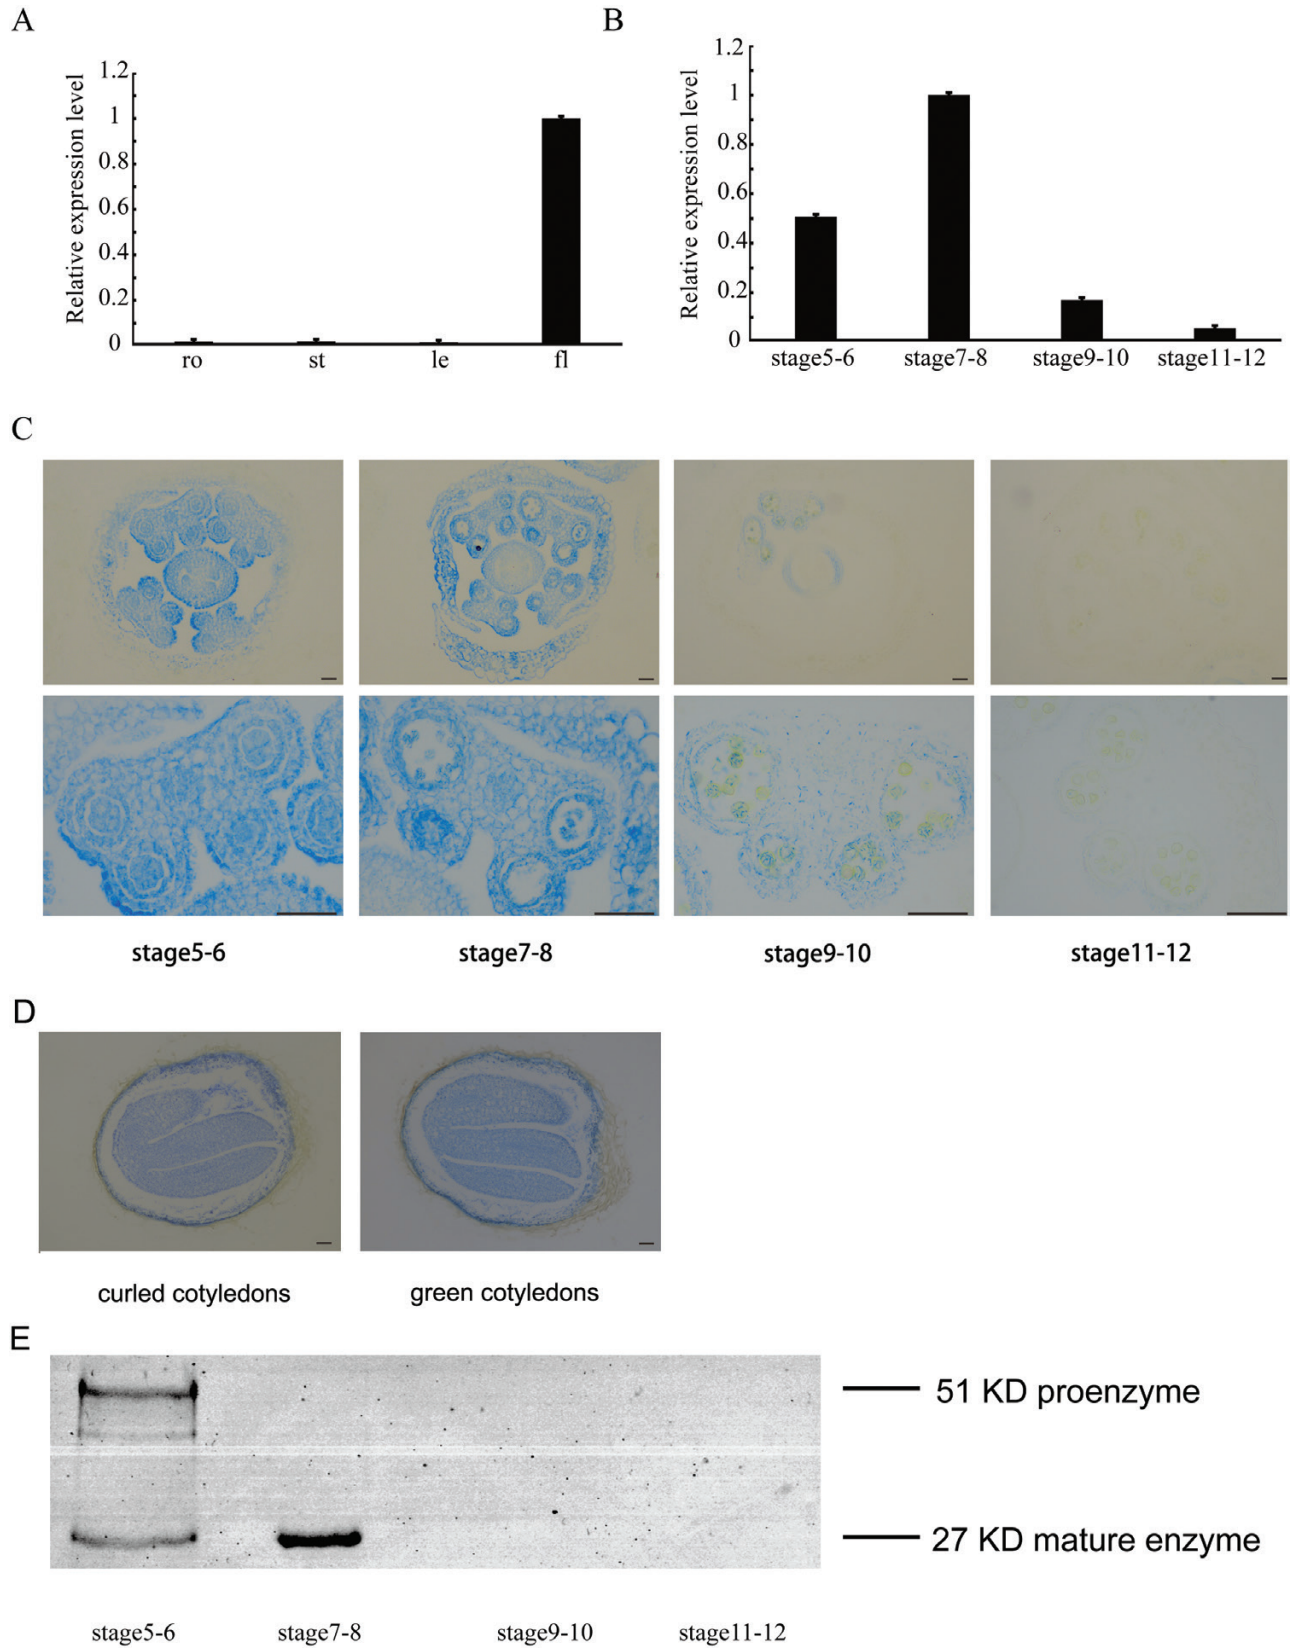 A
B
Relative expression level
1.2
1
0.8
0.6
0.4
0.2
0
ro st le fl
Relative expression level
1.2
1
0.8
0.6
0.4
0.2
0
stage5-6 stage7-8 stage9-10 stage11-12
C
stage5-6 stage7-8 stage9-10 stage11-12
D
curled cotyledons green cotyledons
E
51 KD proenzyme
27 KD mature enzyme
stage5-6 stage7-8 stage9-10 stage11-12